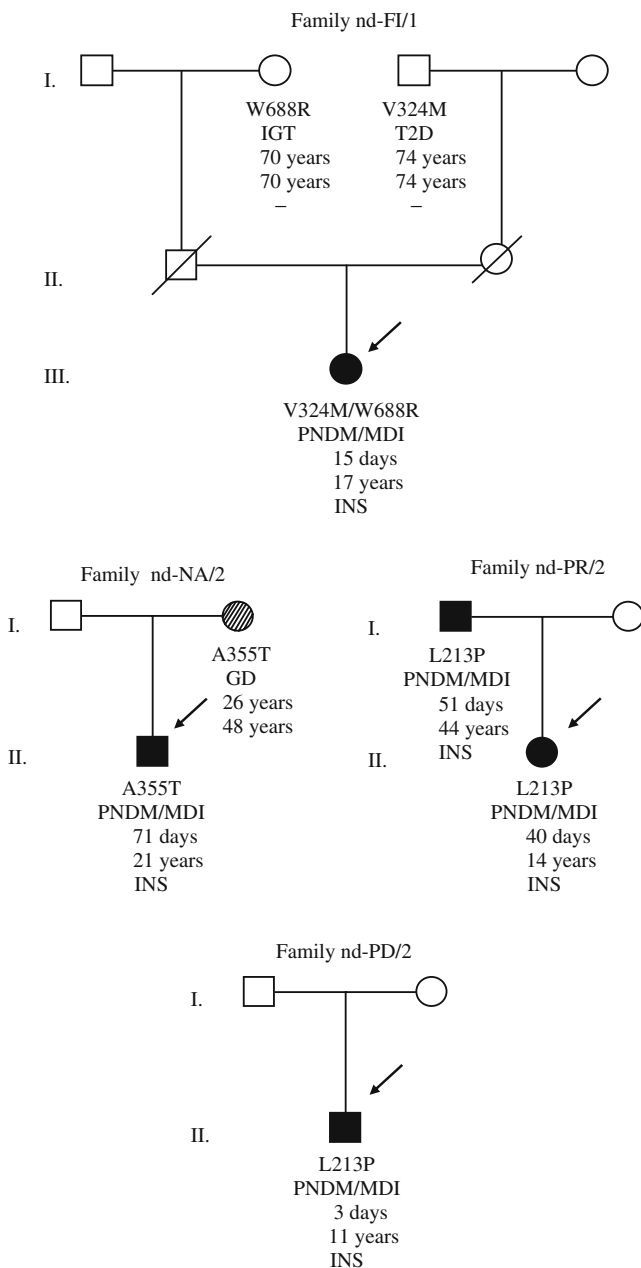 Family nd-FI/1
I.
W688R
IGT
70 years
70 years
–
V324M
T2D
74 years
74 years
–
II.
III.
V324M/W688R
PNDM/MDI
15 days
17 years
INS
Family nd-NA/2
I.
A355T
GD
26 years
48 years
II.
A355T
PNDM/MDI
71 days
21 years
INS
Family nd-PR/2
I.
L213P
PNDM/MDI
51 days
44 years
INS
II.
L213P
PNDM/MDI
40 days
14 years
INS
Family nd-PD/2
I.
II.
L213P
PNDM/MDI
3 days
11 years
INS